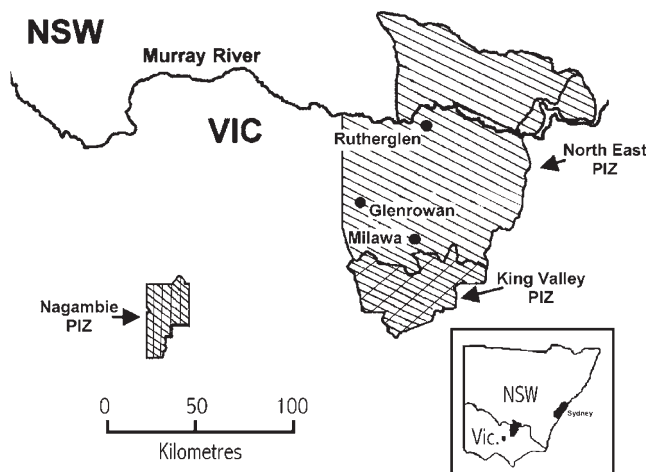 NSW
Murray River
VIC
Rutherglen
North East
PIZ
Glenrowan
Milawa
King Valley
PIZ
Nagambie
PIZ
0 50 100
Kilometres
NSW
Sydney
Vic.